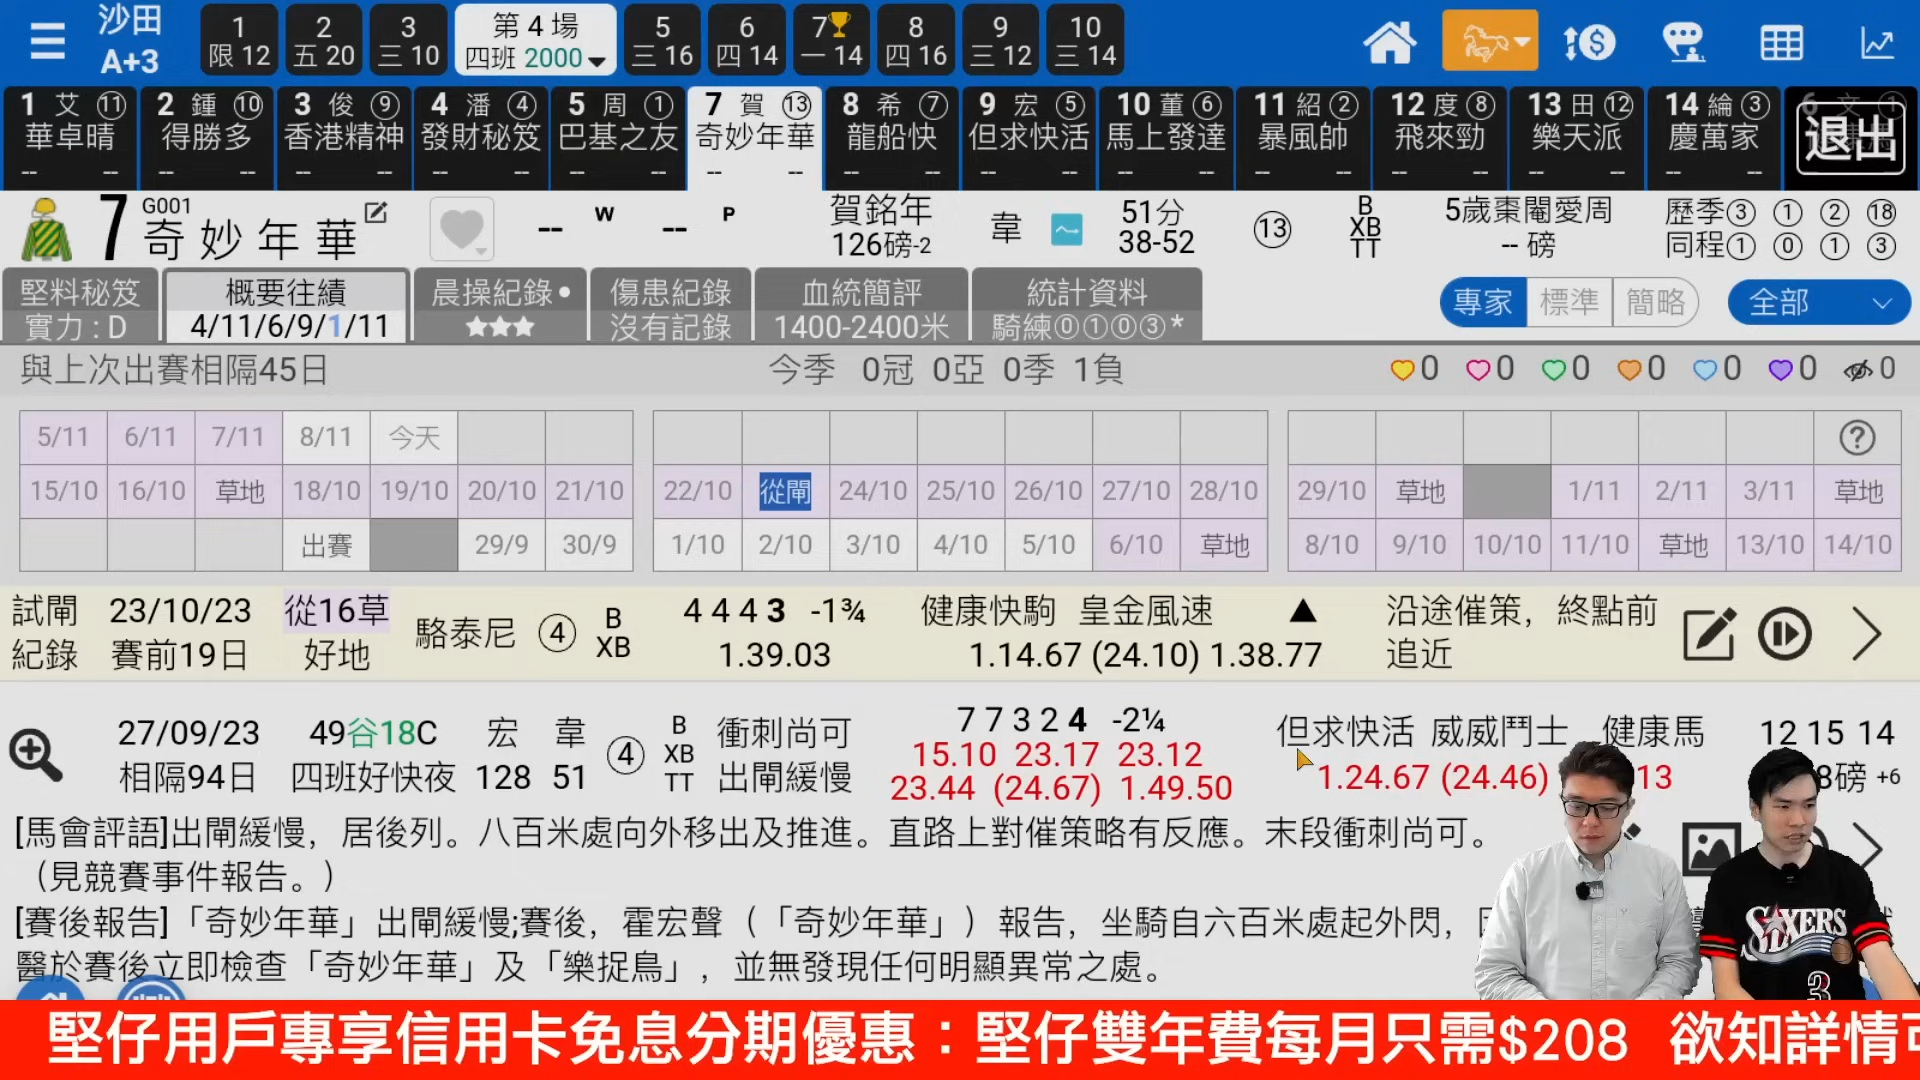 沙田 A+3
1 限 12
2 五 20
3 三 10
第 4 場 四班 2000
5 三 16
6 四 14
7 一 14
8 四 16
9 三 12
10 三 14
1 艾 ⑪ 華卓晴 -- --
2 鍾 ⑩ 得勝多 -- --
3 俊 ⑨ 香港精神 -- --
4 潘 ④ 發財秘笈 -- --
5 周 ① 巴基之友 -- --
7 賀 ⑬ 奇妙年華 -- --
8 希 ⑦ 龍船快 -- --
9 宏 ⑤ 但求快活 -- --
10 董 ⑥ 馬上發達 -- --
11 紹 ② 暴風帥 -- --
12 度 ⑧ 飛來勁 -- --
13 田 ⑫ 樂天派 -- --
14 綸 ③ 慶萬家 -- --
退出
7 G001 奇妙年華 -- W -- P 賀銘年 韋 51分 ⑬ B 5歲棗閹愛周 歷季③ ① ② ⑱
126磅-2 38-52 XB TT -- 磅 同程① ⓪ ① ③
堅料秘笈 概要往績 晨操紀錄● 傷患紀錄 血統簡評 統計資料 專家 標準 簡略 全部
實力 : D 4/11/6/9/1/11 ★★★ 沒有記錄 1400-2400米 騎練⓪①⓪③*
與上次出賽相隔45日 今季 0冠 0亞 0季 1負 0 0 0 0 0 0 0
5/11 6/11 7/11 8/11 今天 ?
15/10 16/10 草地 18/10 19/10 20/10 21/10 22/10 從閘 24/10 25/10 26/10 27/10 28/10 29/10 草地 1/11 2/11 3/11 草地
出賽 29/9 30/9 1/10 2/10 3/10 4/10 5/10 6/10 草地 8/10 9/10 10/10 11/10 草地 13/10 14/10
試閘 23/10/23 從16草 駱泰尼 ④ B 4 4 4 3 -1¾ 健康快駒 皇金風速 ▲ 沿途催策，終點前
紀錄 賽前19日 好地 XB 1.39.03 1.14.67 (24.10) 1.38.77 追近
27/09/23 49谷18C 宏 韋 ④ B 衝刺尚可 7 7 3 2 4 -2¼ 但求快活 威威鬥士 健康馬 12 15 14
XB 15.10 23.17 23.12
相隔94日 四班好快夜 128 51 TT 出閘緩慢 23.44 (24.67) 1.49.50 1.24.67 (24.46) 13 8磅 +6
[馬會評語]出閘緩慢，居後列。八百米處向外移出及推進。直路上對催策略有反應。末段衝刺尚可。
（見競賽事件報告。）
[賽後報告]「奇妙年華」出閘緩慢;賽後，霍宏聲（「奇妙年華」）報告，坐騎自六百米處起外閃，
醫於賽後立即檢查「奇妙年華」及「樂捉鳥」，並無發現任何明顯異常之處。
SIXERS
3
堅仔用戶專享信用卡免息分期優惠：堅仔雙年費每月只需$208 欲知詳情